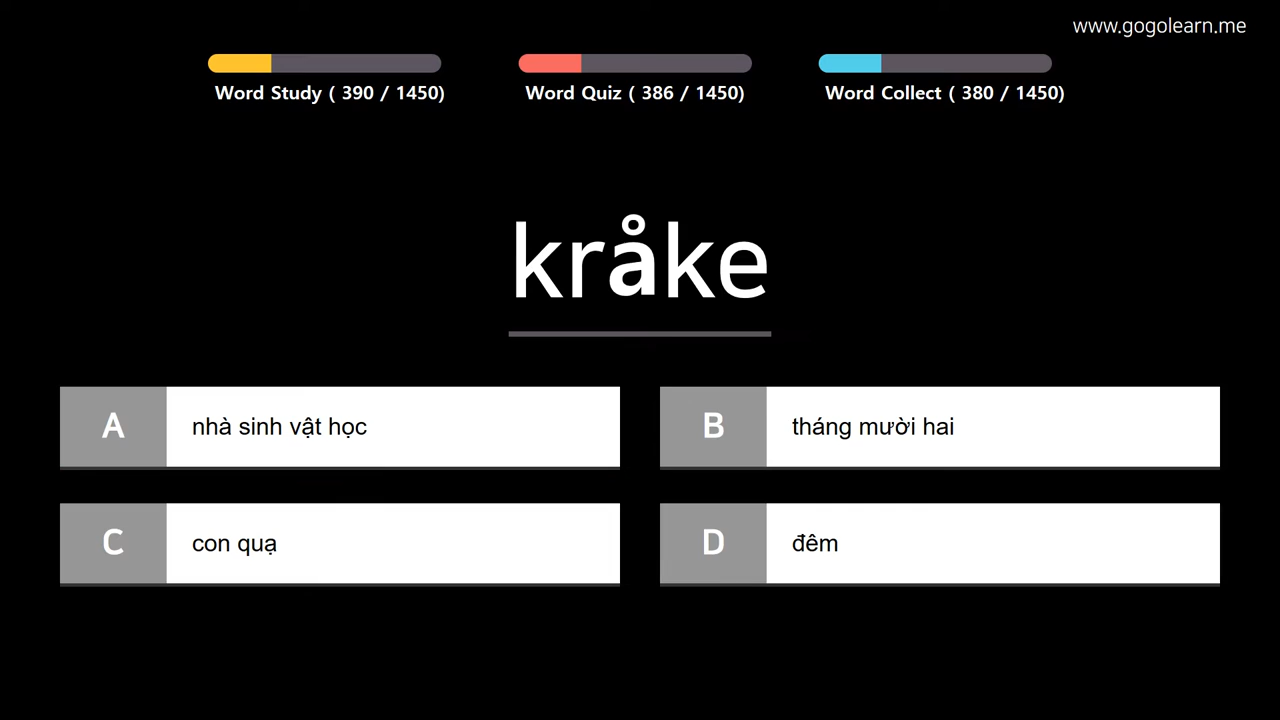 www.gogolearn.me
Word Study ( 390 / 1450)
Word Quiz ( 386 / 1450)
Word Collect ( 380 / 1450)
kråke
A nhà sinh vật học
B tháng mười hai
C con quạ
D đêm